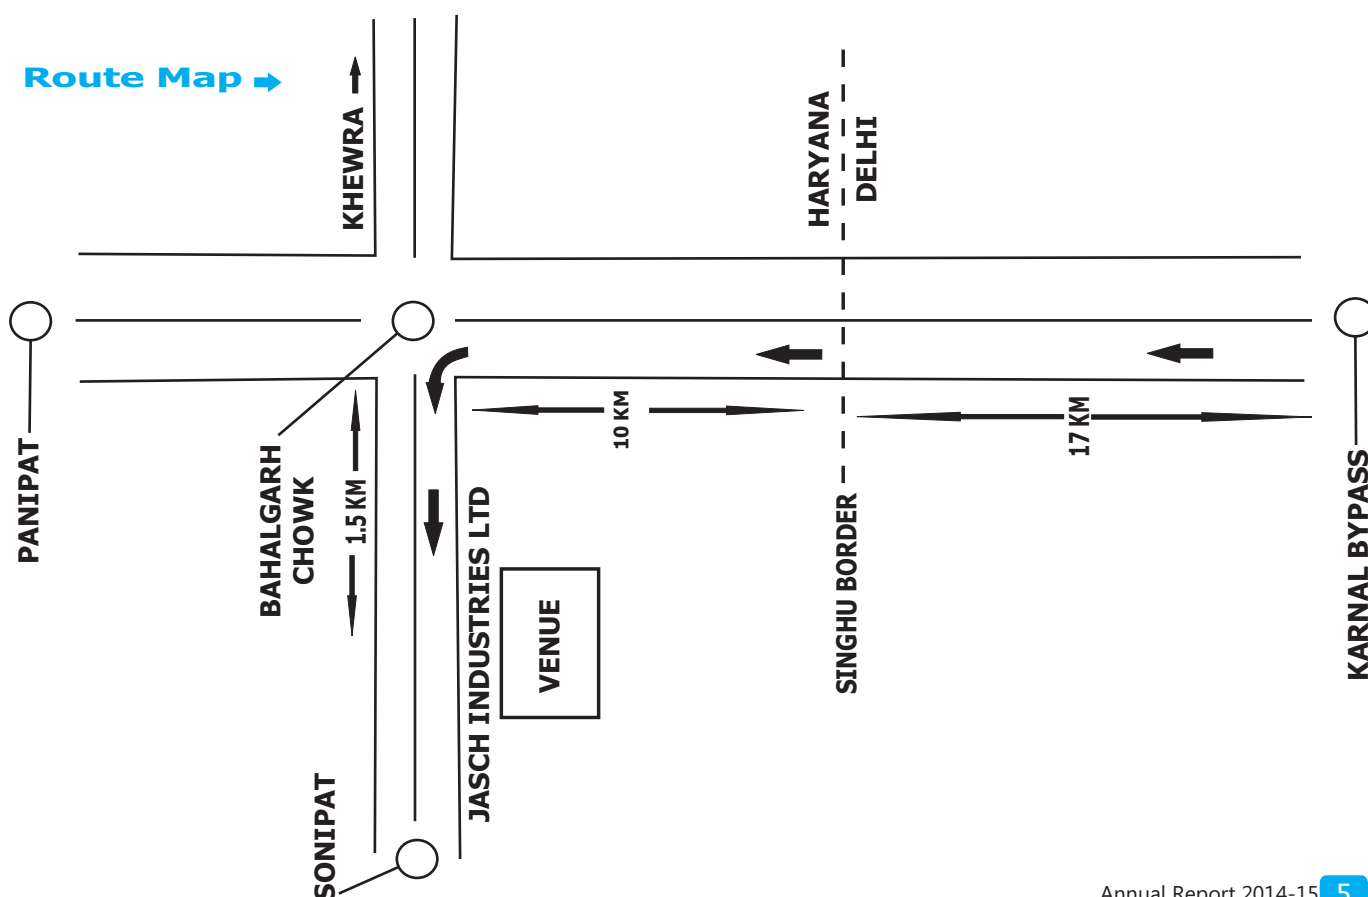 Route Map
KHEWRA
HARYANA
DELHI
PANIPAT
BAHALGARH
CHOWK
1.5 KM
10 KM
17 KM
JASCH INDUSTRIES LTD
VENUE
SINGHU BORDER
KARNAL BYPASS
SONIPAT
Annual Report 2014-15 5